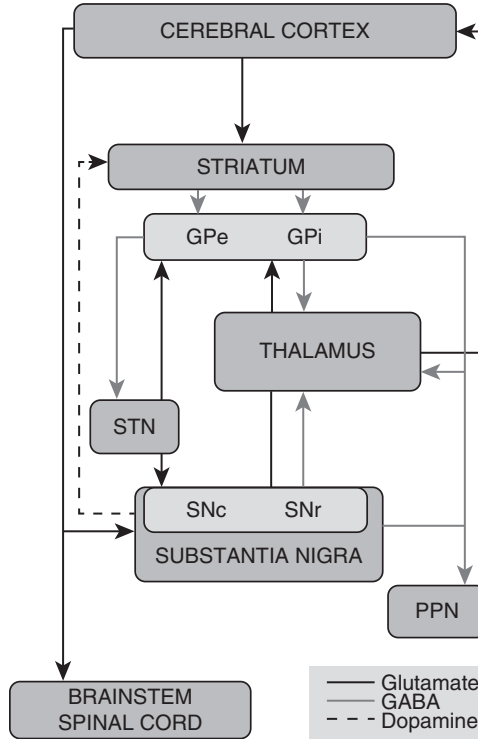 CEREBRAL CORTEX
STRIATUM
GPe GPi
THALAMUS
STN
SNc SNr
SUBSTANTIA NIGRA
PPN
BRAINSTEM
SPINAL CORD
Glutamate
GABA
Dopamine